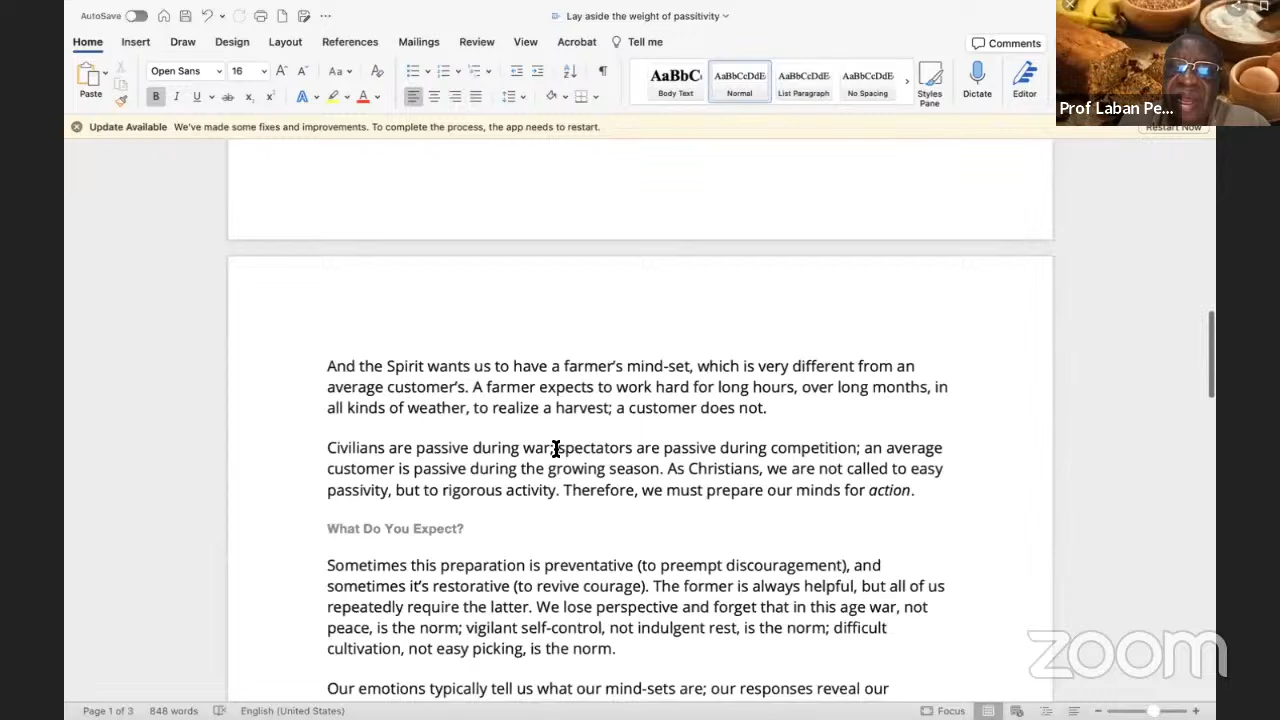 AutoSave
Lay aside the weight of passitivity
Home Insert Draw Design Layout References Mailings Review View Acrobat Tell me
Comments
Paste
Open Sans 16
Aa
B I U ab x x A A
AaBbC AaBbCcDdE AaBbCcDdE AaBbCcDdE
Body Text Normal List Paragraph No Spacing
Styles Pane
Dictate
Editor
Prof Laban Pe...
Update Available We've made some fixes and improvements. To complete the process, the app needs to restart.
Restart Now
And the Spirit wants us to have a farmer's mind-set, which is very different from an
average customer's. A farmer expects to work hard for long hours, over long months, in
all kinds of weather, to realize a harvest; a customer does not.
Civilians are passive during war; spectators are passive during competition; an average
customer is passive during the growing season. As Christians, we are not called to easy
passivity, but to rigorous activity. Therefore, we must prepare our minds for action.
What Do You Expect?
Sometimes this preparation is preventative (to preempt discouragement), and
sometimes it's restorative (to revive courage). The former is always helpful, but all of us
repeatedly require the latter. We lose perspective and forget that in this age war, not
peace, is the norm; vigilant self-control, not indulgent rest, is the norm; difficult
cultivation, not easy picking, is the norm.
Our emotions typically tell us what our mind-sets are; our responses reveal our
zoom
Page 1 of 3 848 words English (United States) Focus